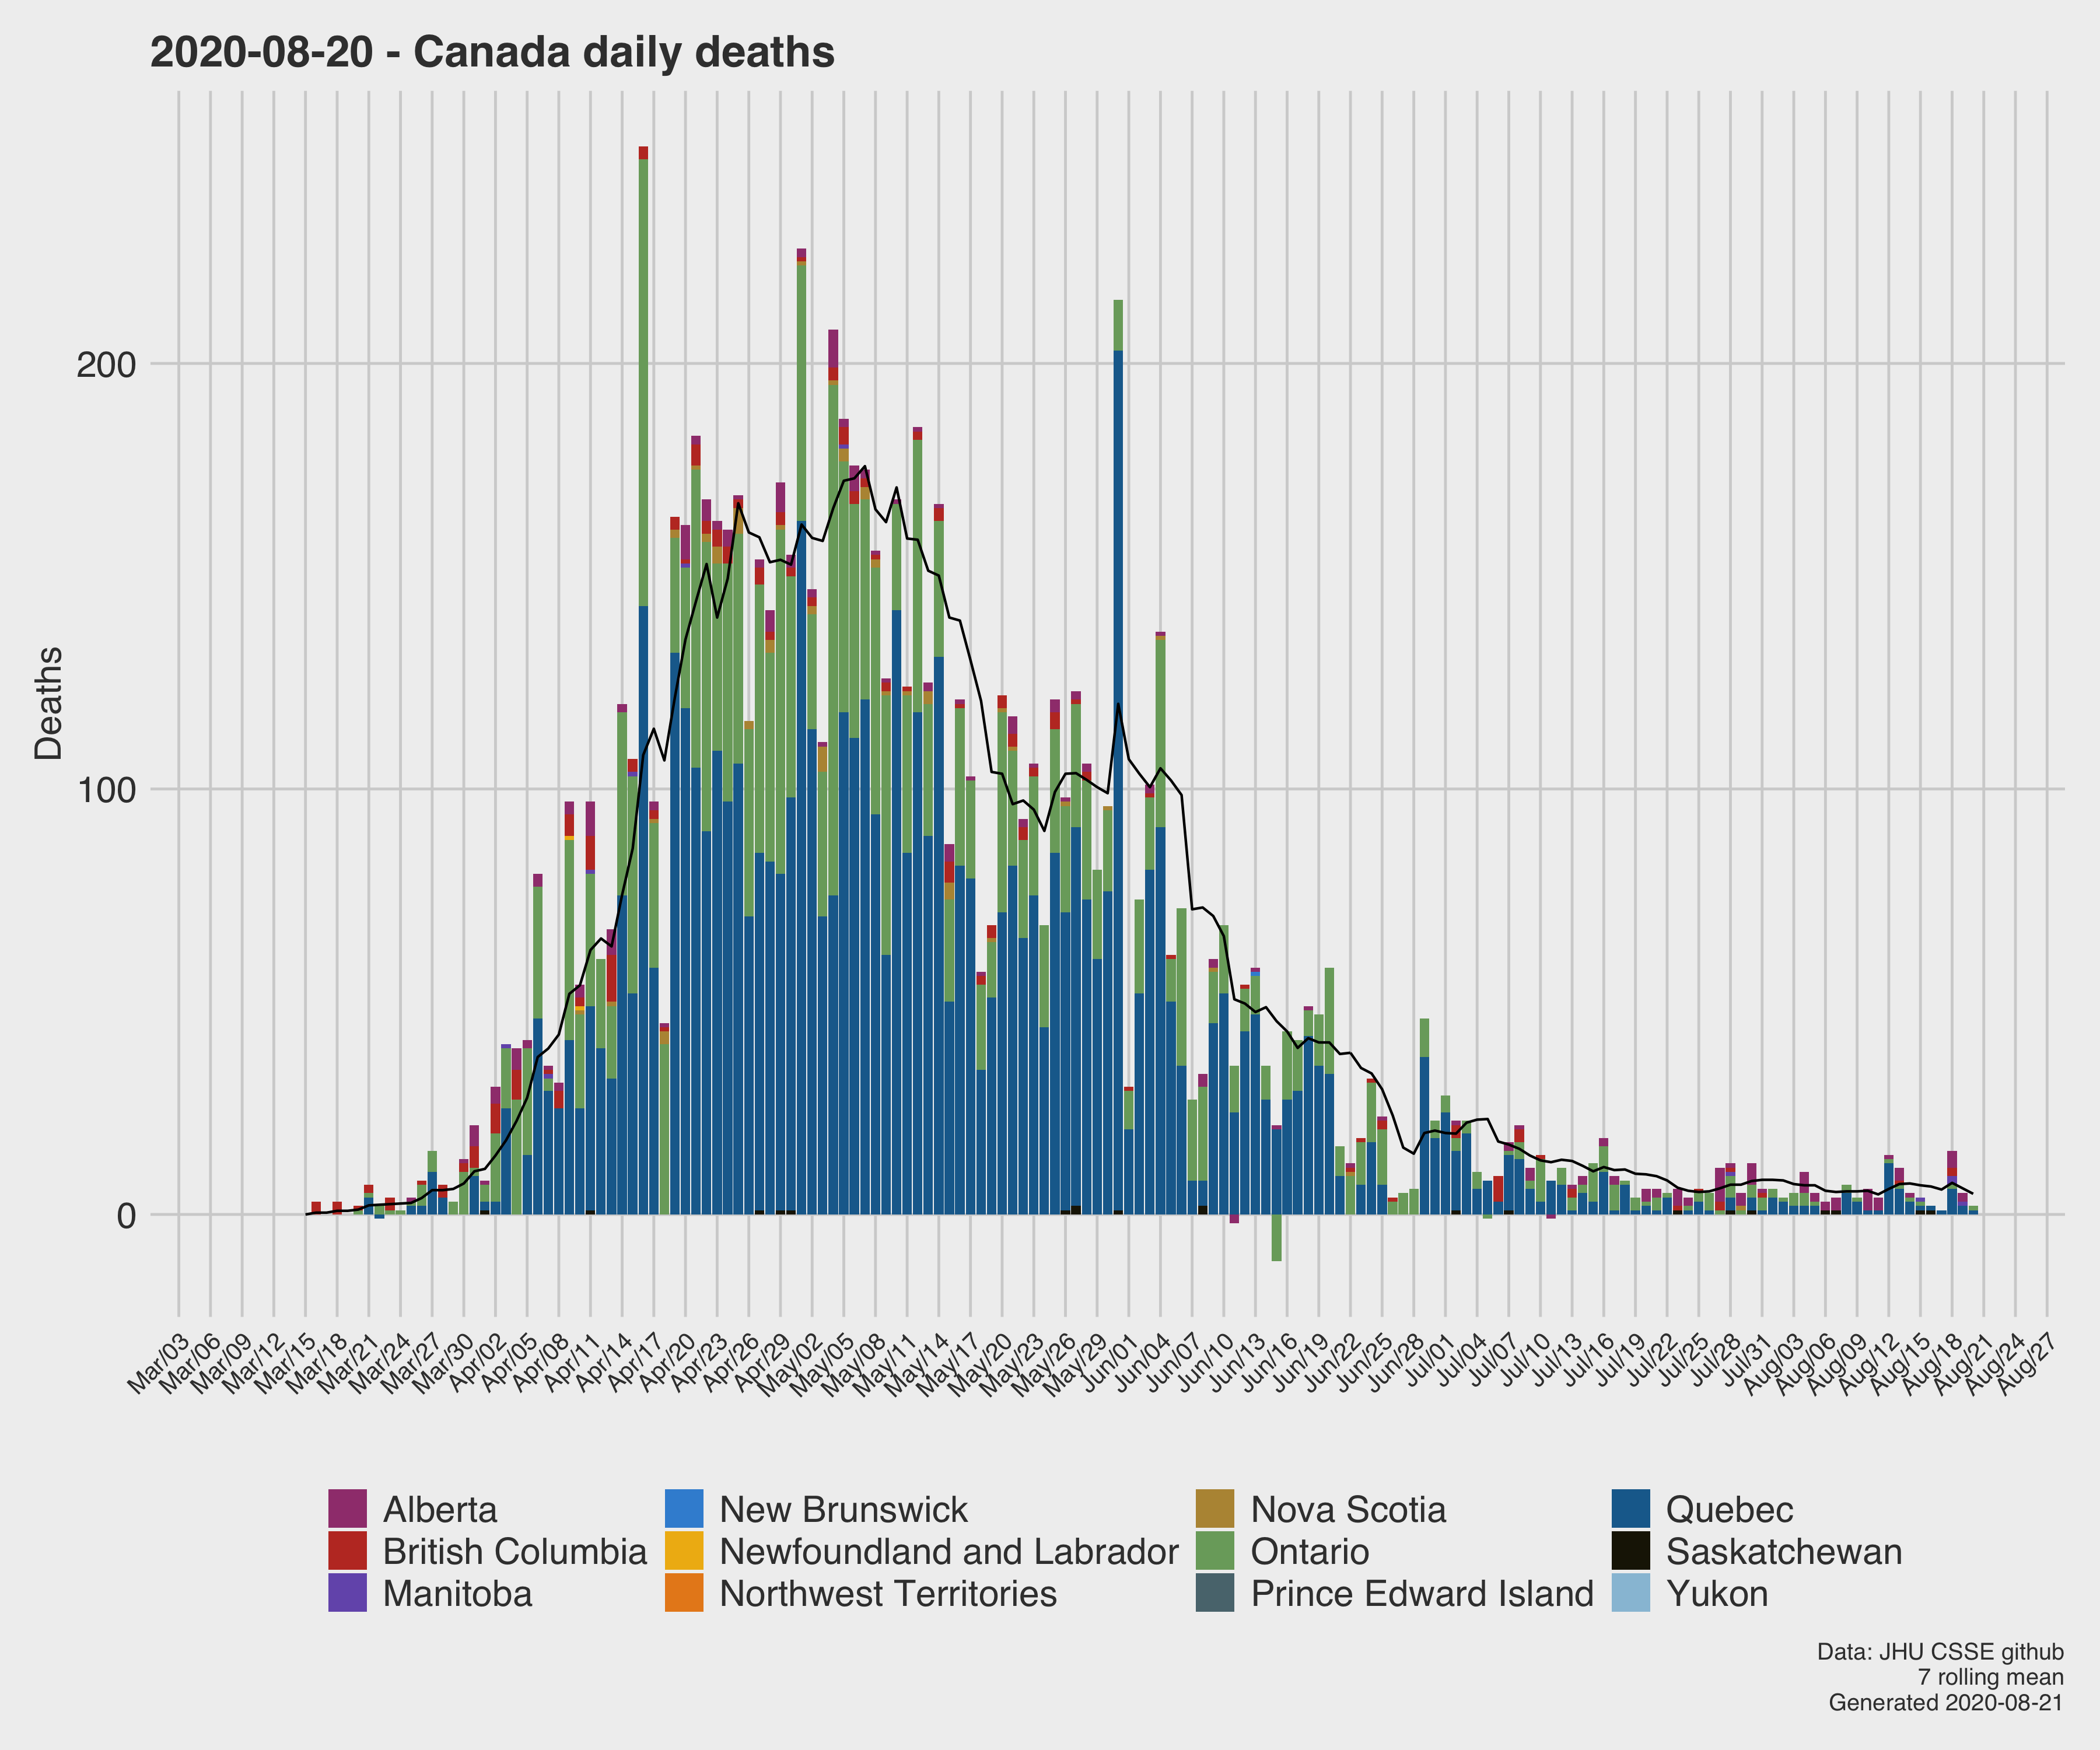 2020-08-20 - Canada daily deaths
Deaths
200
100
0
Mar/03 Mar/06 Mar/09 Mar/12 Mar/15 Mar/18 Mar/21 Mar/24 Mar/27 Mar/30 Apr/02 Apr/05 Apr/08 Apr/11 Apr/14 Apr/17 Apr/20 Apr/23 Apr/26 Apr/29 May/02 May/05 May/08 May/11 May/14 May/17 May/20 May/23 May/26 May/29 Jun/01 Jun/04 Jun/07 Jun/10 Jun/13 Jun/16 Jun/19 Jun/22 Jun/25 Jun/28 Jul/01 Jul/04 Jul/07 Jul/10 Jul/13 Jul/16 Jul/19 Jul/22 Jul/25 Jul/28 Jul/31 Aug/03 Aug/06 Aug/09 Aug/12 Aug/15 Aug/18 Aug/21 Aug/24 Aug/27
Alberta New Brunswick Nova Scotia Quebec
British Columbia Newfoundland and Labrador Ontario Saskatchewan
Manitoba Northwest Territories Prince Edward Island Yukon
Data: JHU CSSE github
7 rolling mean
Generated 2020-08-21